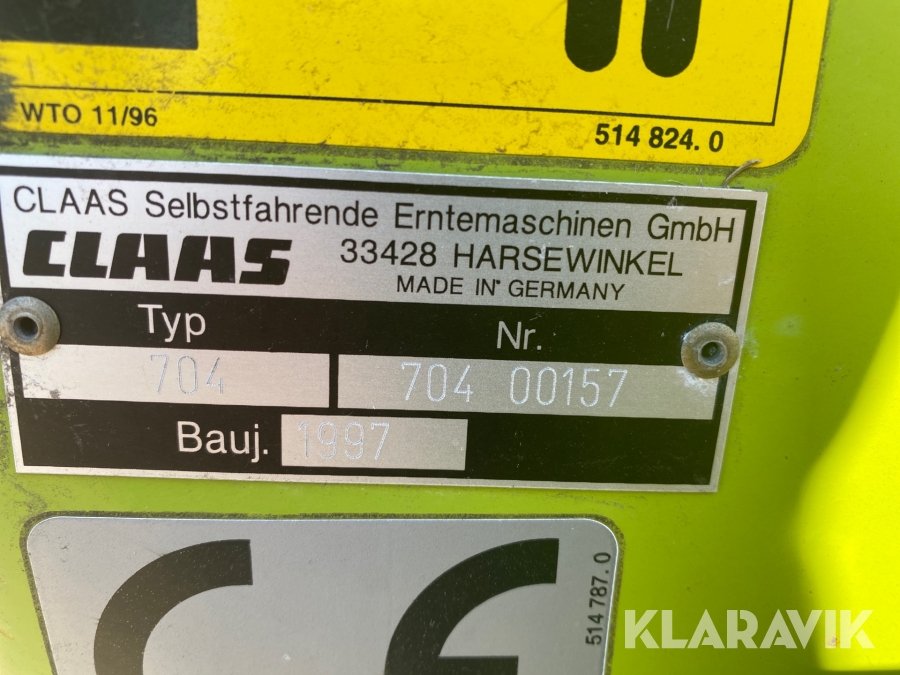 WTO 11/96
514 824. 0
CLAAS Selbstfahrende Erntemaschinen GmbH
CLAAS
33428 HARSEWINKEL
MADE IN GERMANY
Typ
Nr.
704
704 00157
Bauj. 1997
CE
514 787. 0
KLARAVIK